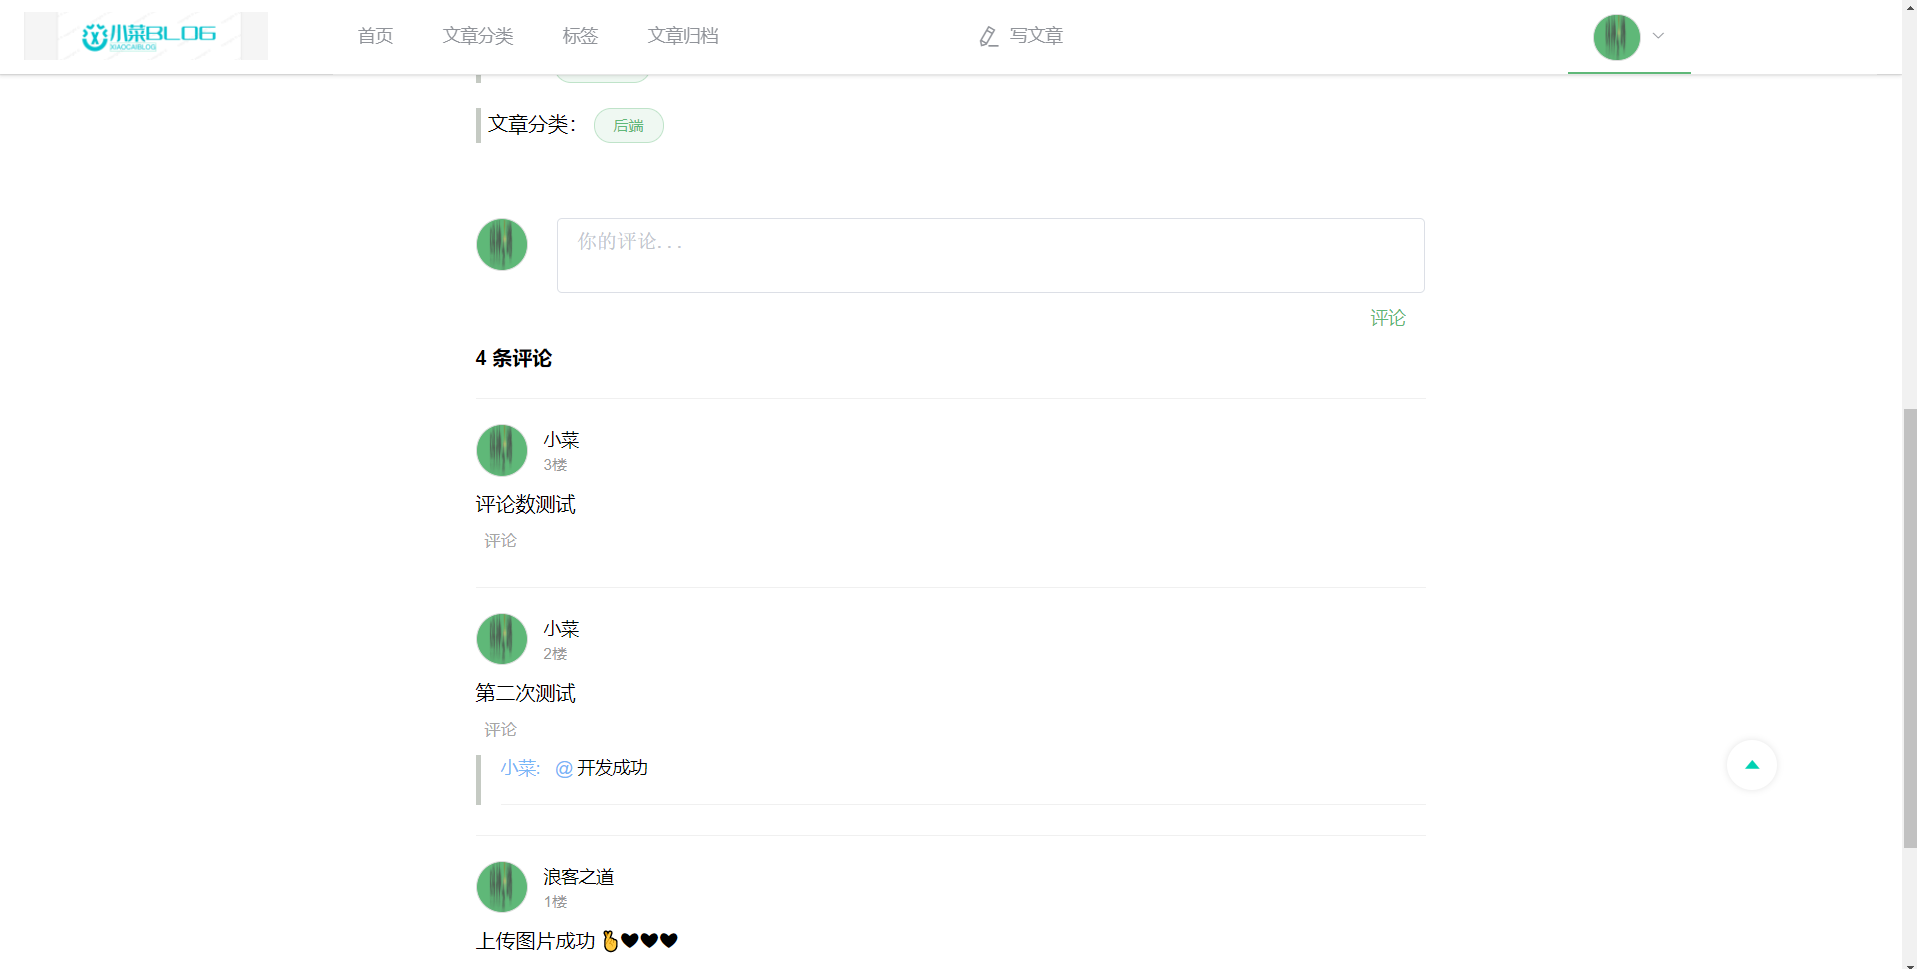 小菜BLOG
XIAOCAIBLOG
首页 文章分类 标签 文章归档 写文章
文章分类： 后端
你的评论...
评论
4 条评论
小菜
3楼
评论数测试
评论
小菜
2楼
第二次测试
评论
小菜: @ 开发成功
浪客之道
1楼
上传图片成功🫰🖤🖤🖤